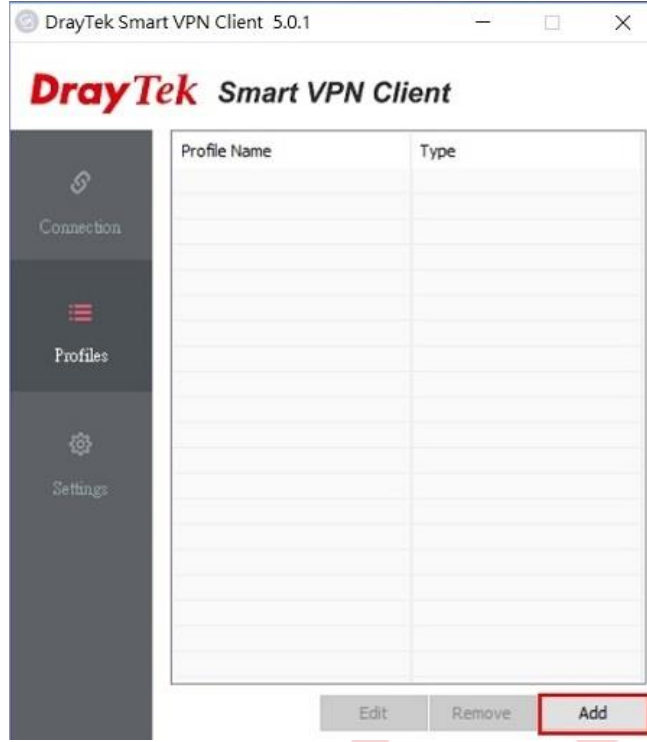 DrayTek Smart VPN Client 5.0.1
DrayTek Smart VPN Client
Profile Name Type
Connection
Profiles
Settings
Edit Remove Add